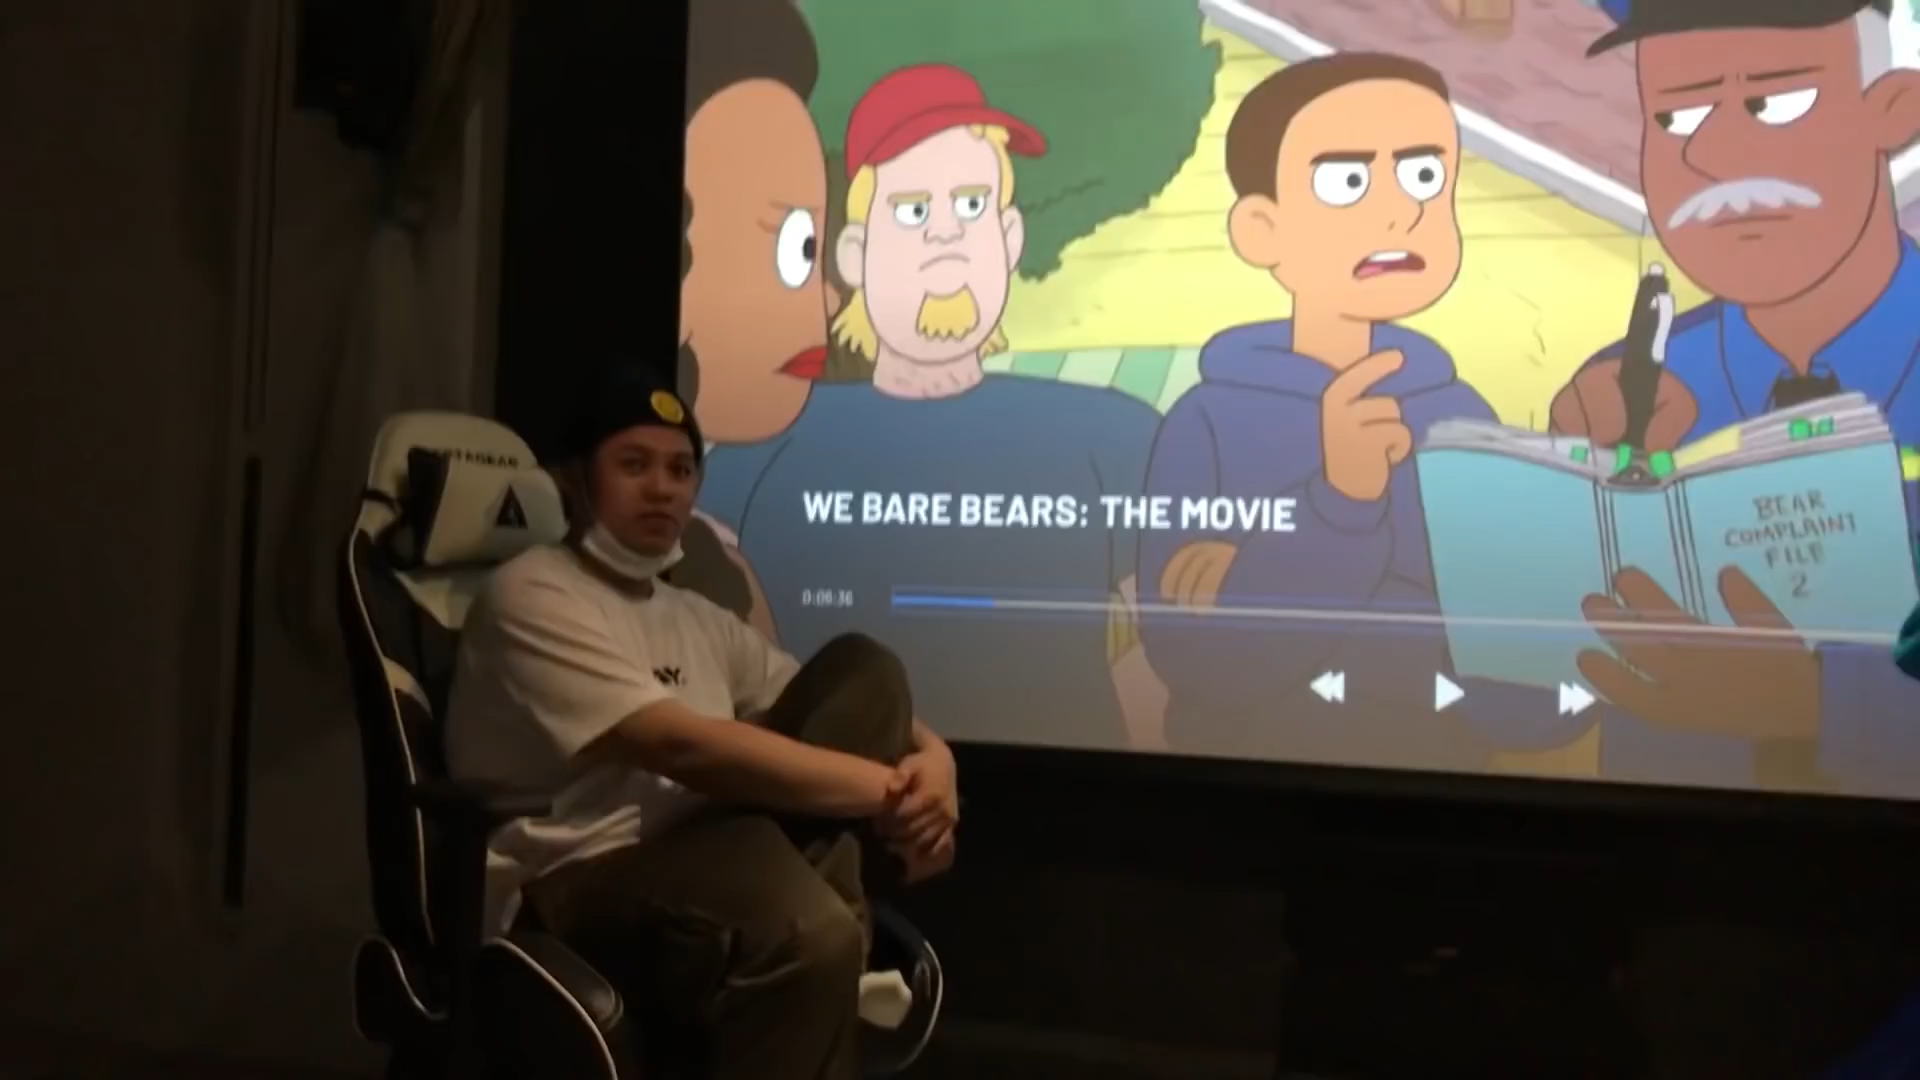 WE BARE BEARS: THE MOVIE
0:06:36
BEAR
COMPLAINT
FILE
2